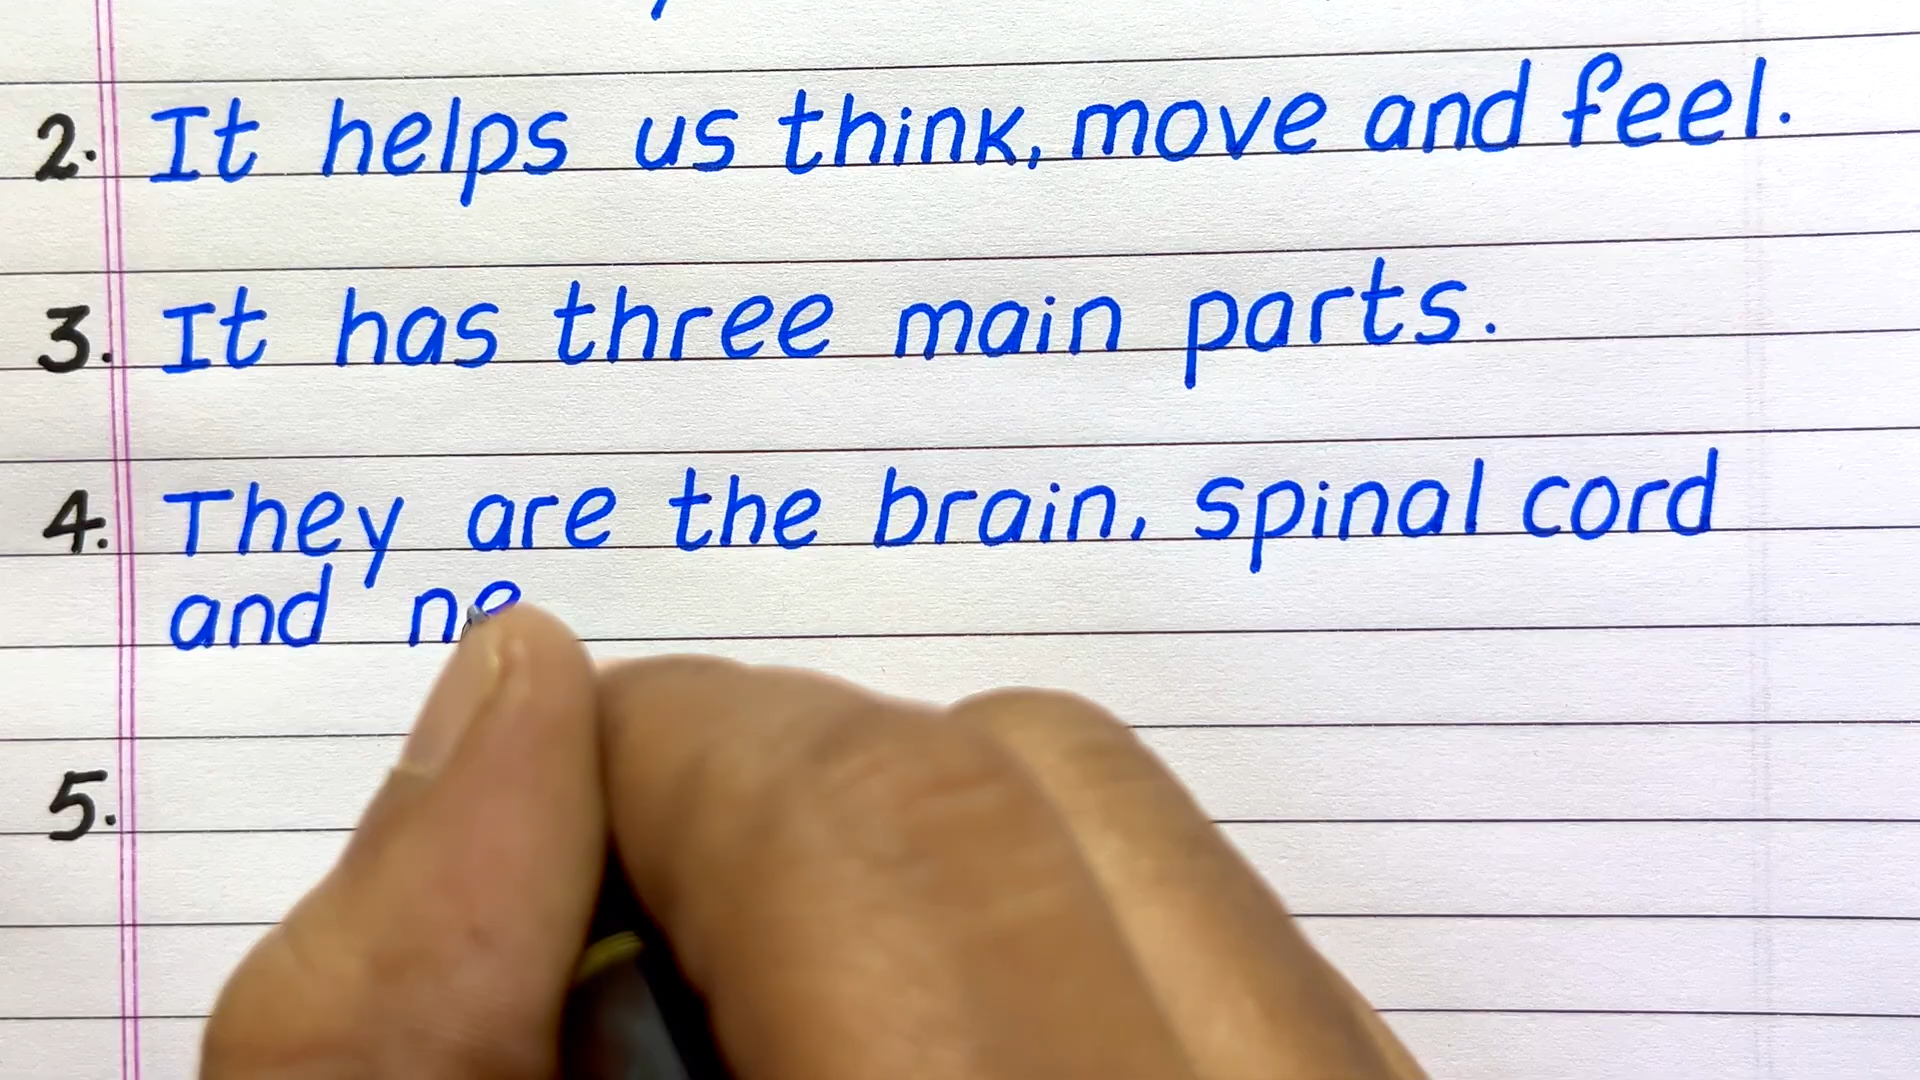 2. It helps us think, move and feel.
3. It has three main parts.
4. They are the brain, spinal cord
and ne
5.